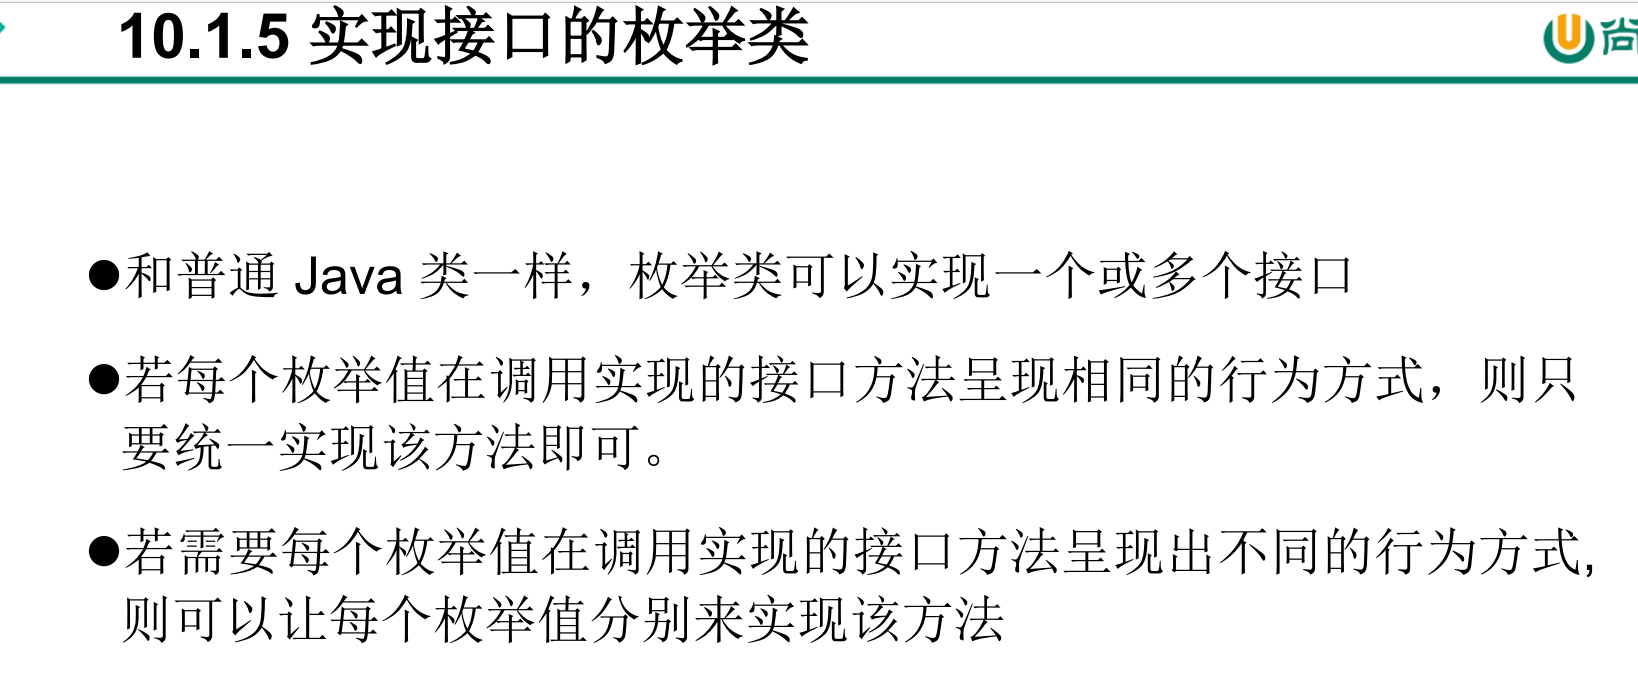 10.1.5 实现接口的枚举类
尚
●和普通 Java 类一样，枚举类可以实现一个或多个接口
●若每个枚举值在调用实现的接口方法呈现相同的行为方式，则只
要统一实现该方法即可。
●若需要每个枚举值在调用实现的接口方法呈现出不同的行为方式,
则可以让每个枚举值分别来实现该方法